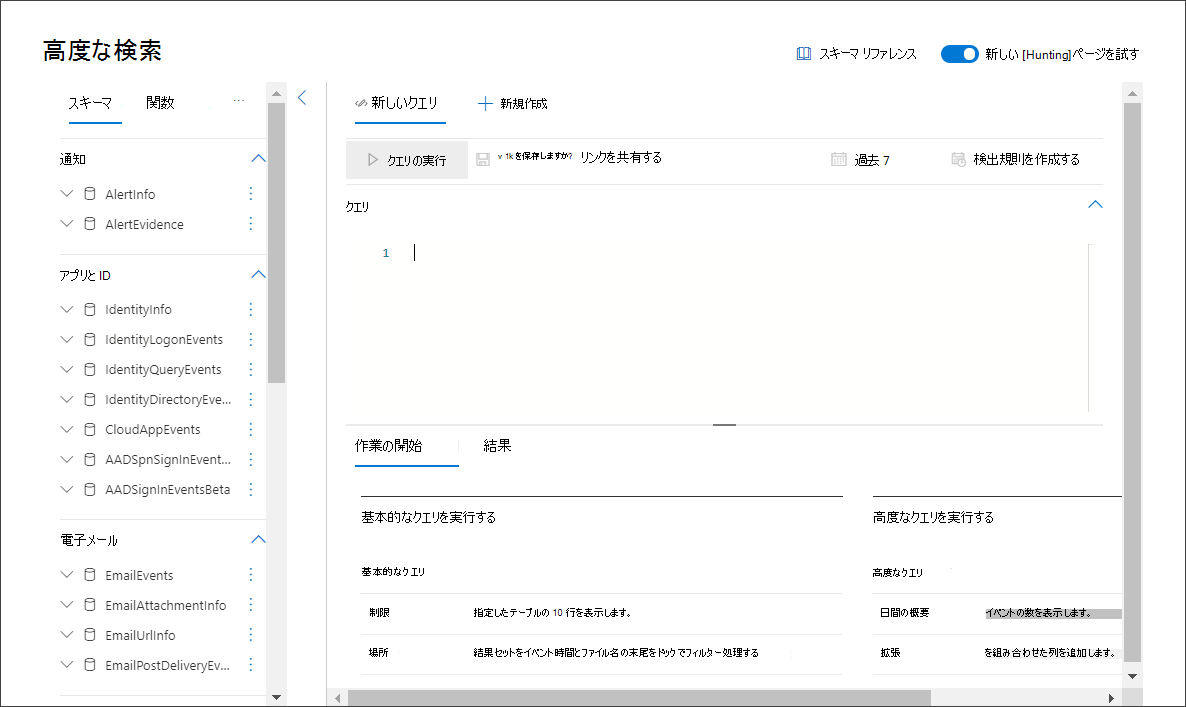 高度な検索
スキーマ リファレンス
新しい [Hunting]ページを試す
スキーマ
関数
...
新しいクエリ
新規作成
クエリの実行
1kを保存しますか?
リンクを共有する
過去 7
検出規則を作成する
通知
AlertInfo
AlertEvidence
アプリと ID
IdentityInfo
IdentityLogonEvents
IdentityQueryEvents
IdentityDirectoryEve...
CloudAppEvents
AADSpnSignInEvent...
AADSignInEventsBeta
電子メール
EmailEvents
EmailAttachmentInfo
EmailUrlInfo
EmailPostDeliveryEv...
クエリ
1
作業の開始
結果
基本的なクエリを実行する
基本的なクエリ
制限
指定したテーブルの 10 行を表示します。
場所
結果セットをイベント時間とファイル名の末尾をドックでフィルター処理する
高度なクエリを実行する
高度なクエリ
日間の概要
イベントの数を表示します。
拡張
を組み合わせた列を追加します。